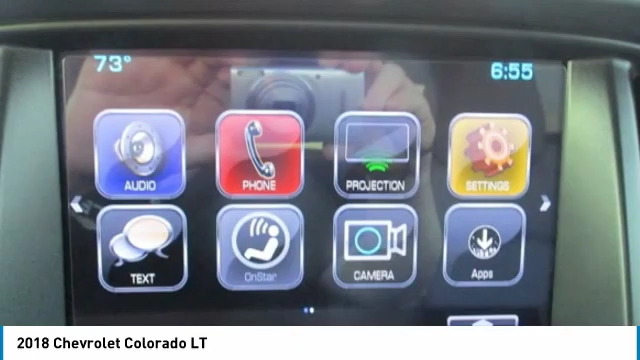 73°
6:55
AUDIO
PHONE
PROJECTION
SETTINGS
TEXT
OnStar
CAMERA
Apps
2018 Chevrolet Colorado LT